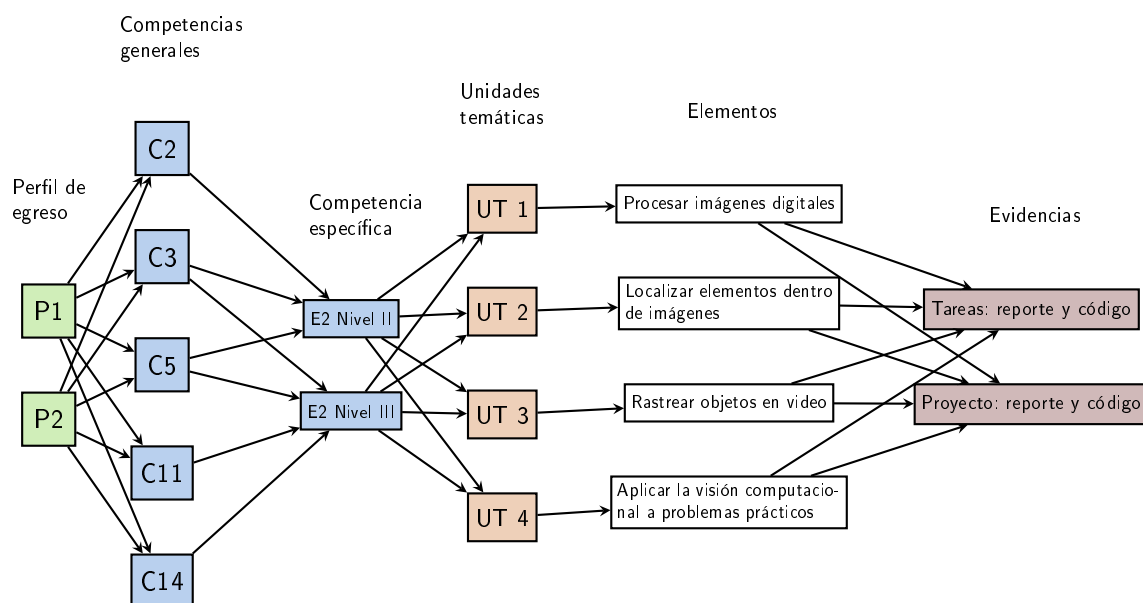 Competencias
generales
Perfil de
egreso
P1
P2
C2
C3
C5
C11
C14
Competencia
específica
E2 Nivel II
E2 Nivel III
Unidades
temáticas
UT 1
UT 2
UT 3
UT 4
Elementos
Procesar imágenes digitales
Localizar elementos dentro
de imágenes
Rastrear objetos en video
Aplicar la visión computacio-
nal a problemas prácticos
Evidencias
Tareas: reporte y código
Proyecto: reporte y código